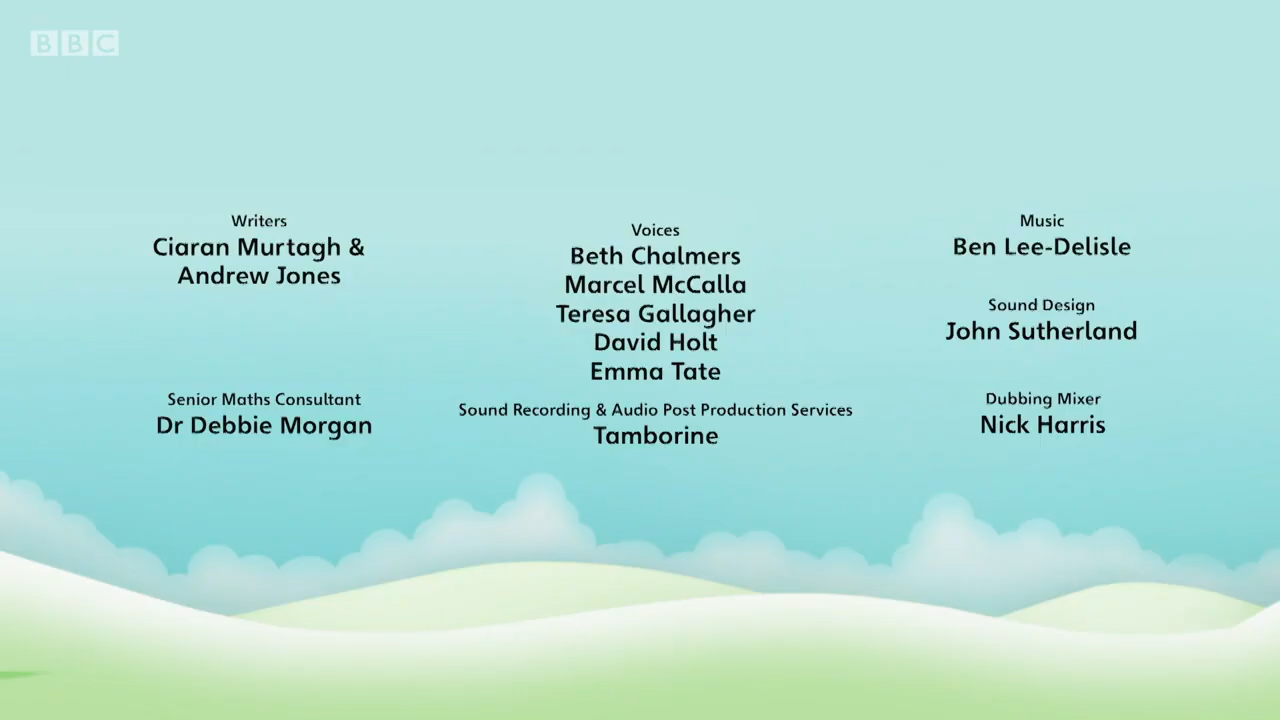 BBC
Writers
Ciaran Murtagh &
Andrew Jones
Senior Maths Consultant
Dr Debbie Morgan
Voices
Beth Chalmers
Marcel McCalla
Teresa Gallagher
David Holt
Emma Tate
Sound Recording & Audio Post Production Services
Tamborine
Music
Ben Lee-Delisle
Sound Design
John Sutherland
Dubbing Mixer
Nick Harris